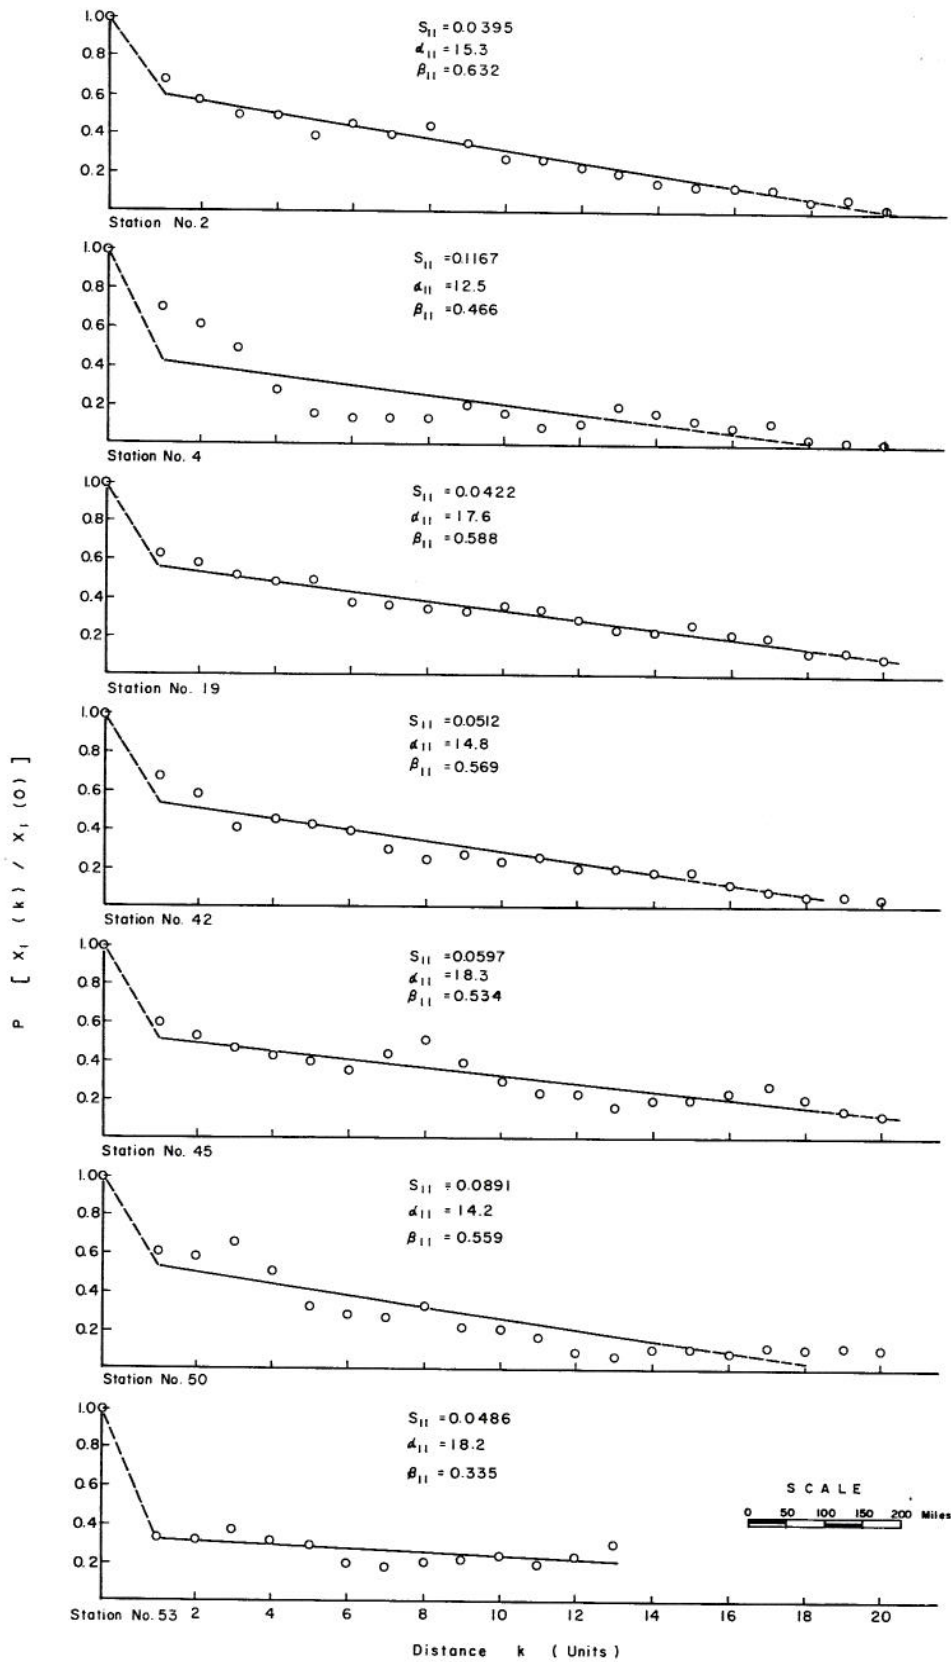 1.0
S₁₁ = 0.0395
α₁₁ = 15.3
β₁₁ = 0.632
0.8
0.6
0.4
0.2
Station No. 2
1.0
S₁₁ = 0.1167
α₁₁ = 12.5
β₁₁ = 0.466
0.8
0.6
0.4
0.2
Station No. 4
1.0
S₁₁ = 0.0422
α₁₁ = 17.6
β₁₁ = 0.588
0.8
0.6
0.4
0.2
Station No. 19
1.0
S₁₁ = 0.0512
α₁₁ = 14.8
β₁₁ = 0.569
0.8
0.6
0.4
0.2
Station No. 42
P [ X₁ (k) / X₁ (0) ]
1.0
S₁₁ = 0.0597
α₁₁ = 18.3
β₁₁ = 0.534
0.8
0.6
0.4
0.2
Station No. 45
1.0
S₁₁ = 0.0891
α₁₁ = 14.2
β₁₁ = 0.559
0.8
0.6
0.4
0.2
Station No. 50
1.0
S₁₁ = 0.0486
α₁₁ = 18.2
β₁₁ = 0.335
0.8
0.6
0.4
0.2
SCALE
0 50 100 150 200 Miles
Station No. 53 2 4 6 8 10 12 14 16 18 20
Distance k (Units)